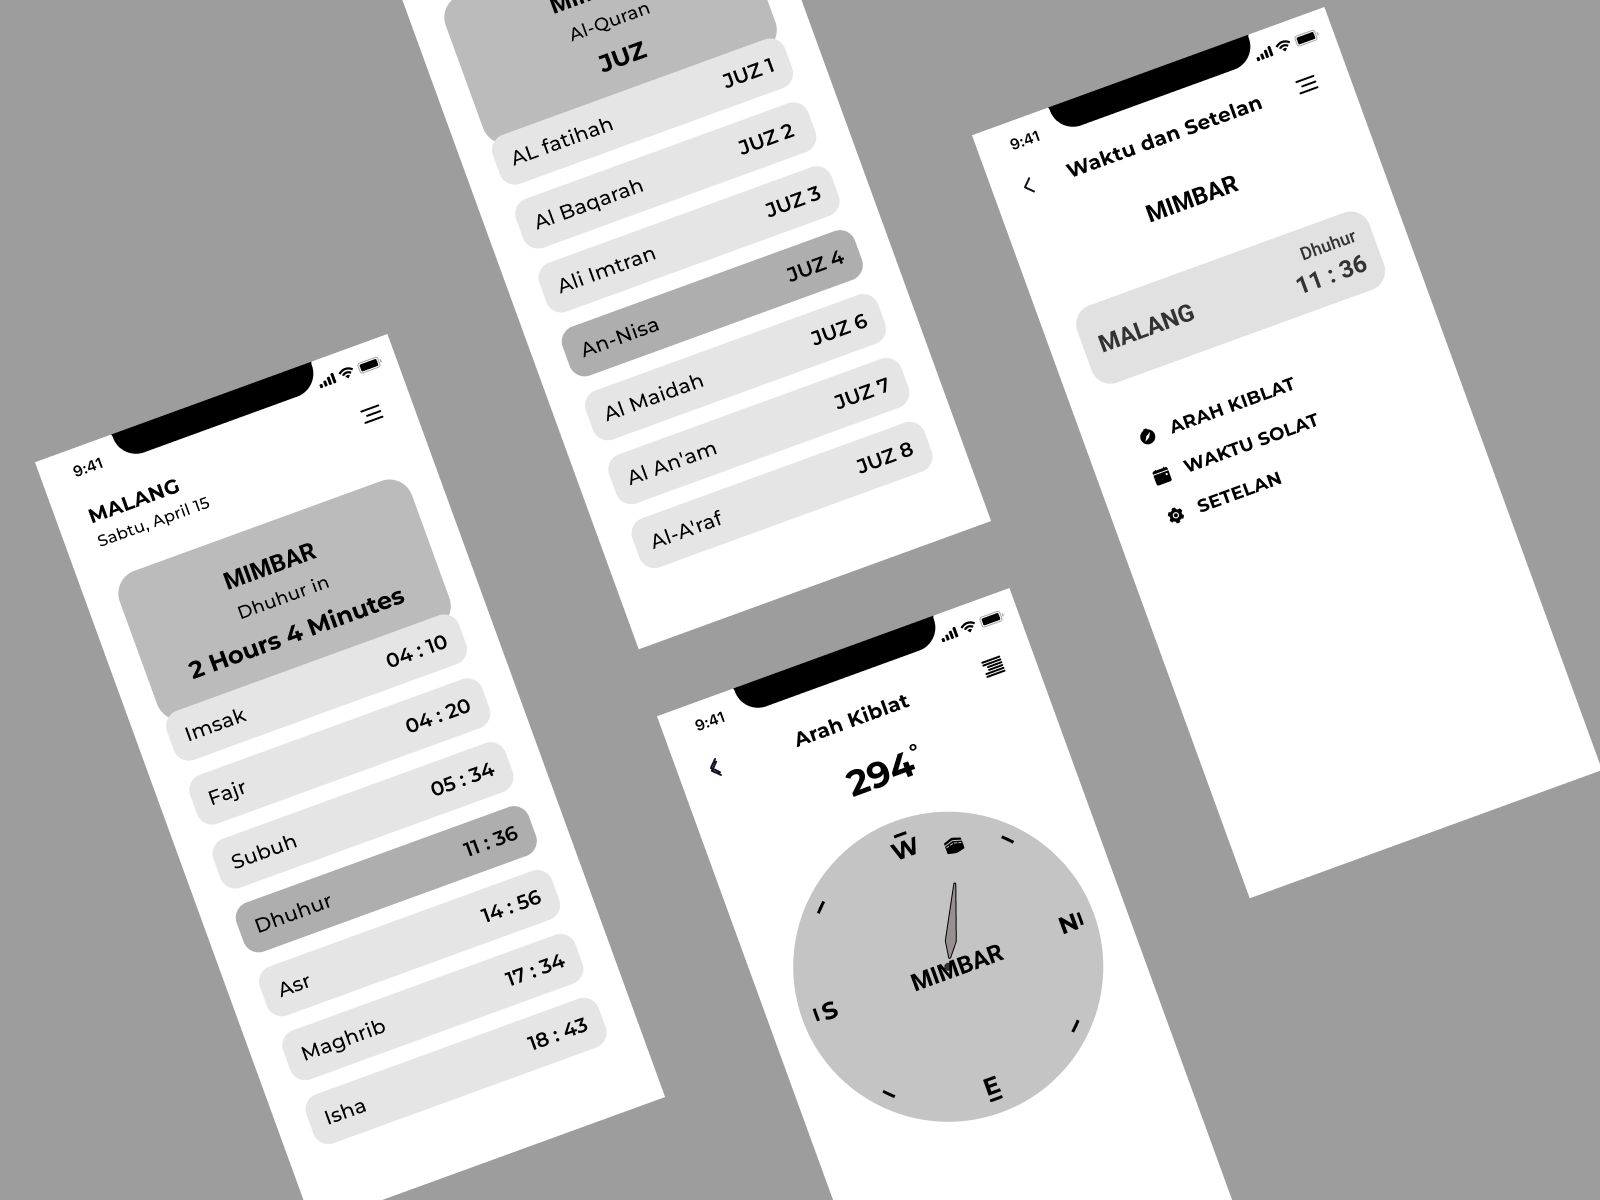 9:41
MALANG
Sabtu, April 15
MIMBAR
Dhuhur in
2 Hours 4 Minutes
Imsak 04 : 10
Fajr 04 : 20
Subuh 05 : 34
Dhuhur 11 : 36
Asr 14 : 56
Maghrib 17 : 34
Isha 18 : 43
Al-Quran
JUZ
AL fatihah JUZ 1
Al Baqarah JUZ 2
Ali Imtran JUZ 3
An-Nisa JUZ 4
Al Maidah JUZ 6
Al An'am JUZ 7
Al-A'raf JUZ 8
9:41
Arah Kiblat
294°
W
N
MIMBAR
S
E
9:41
Waktu dan Setelan
MIMBAR
Dhuhur
11 : 36
MALANG
ARAH KIBLAT
WAKTU SOLAT
SETELAN